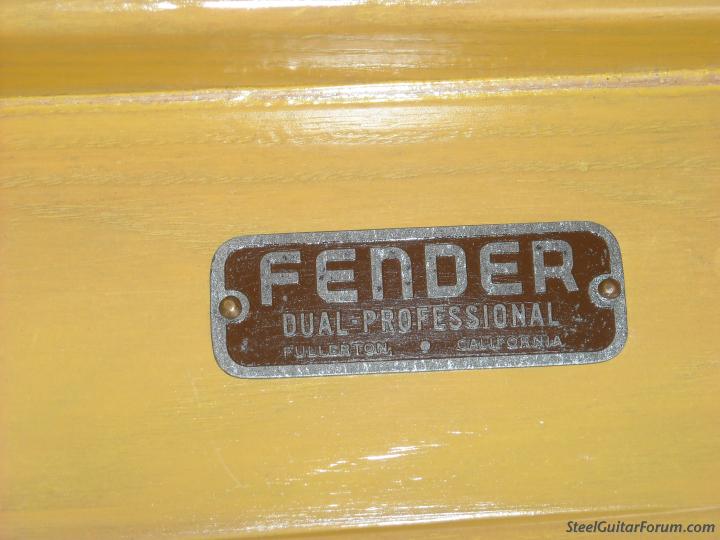 FENDER
DUAL-PROFESSIONAL
FULLERTON, • CALIFORNIA
SteelGuitarForum.com